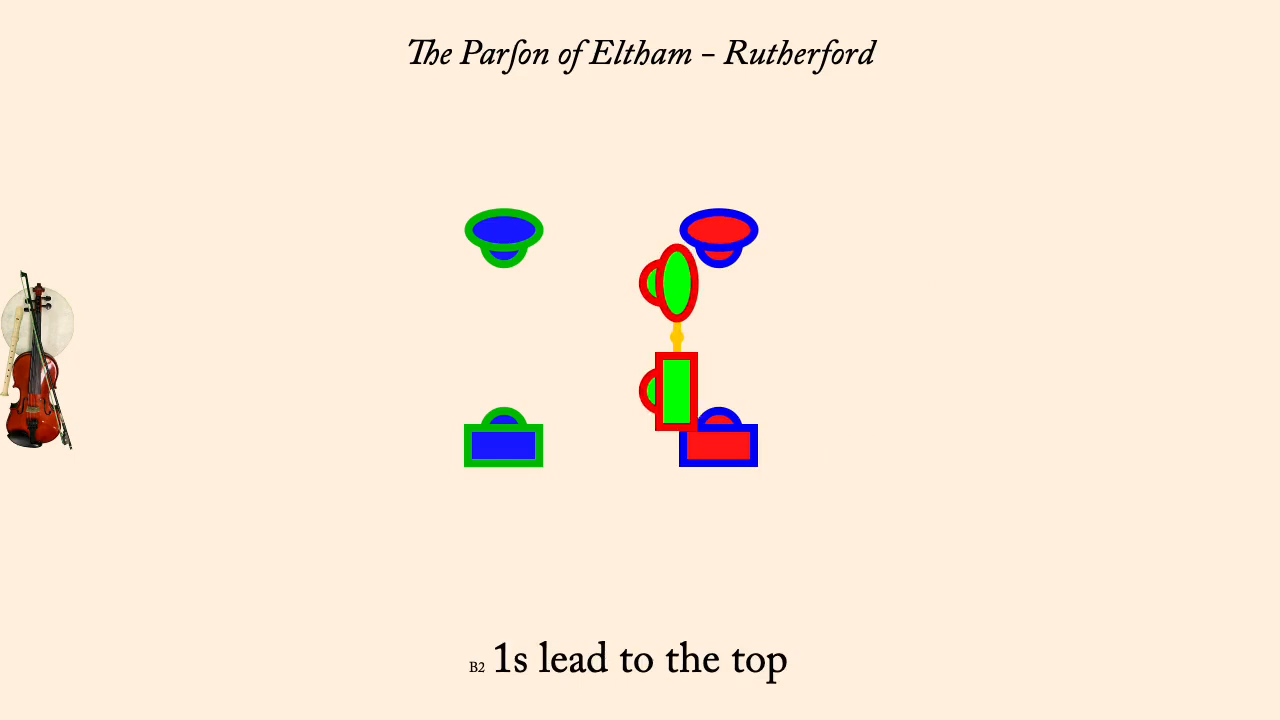 The Parſon of Eltham – Rutherford
B2 1s lead to the top